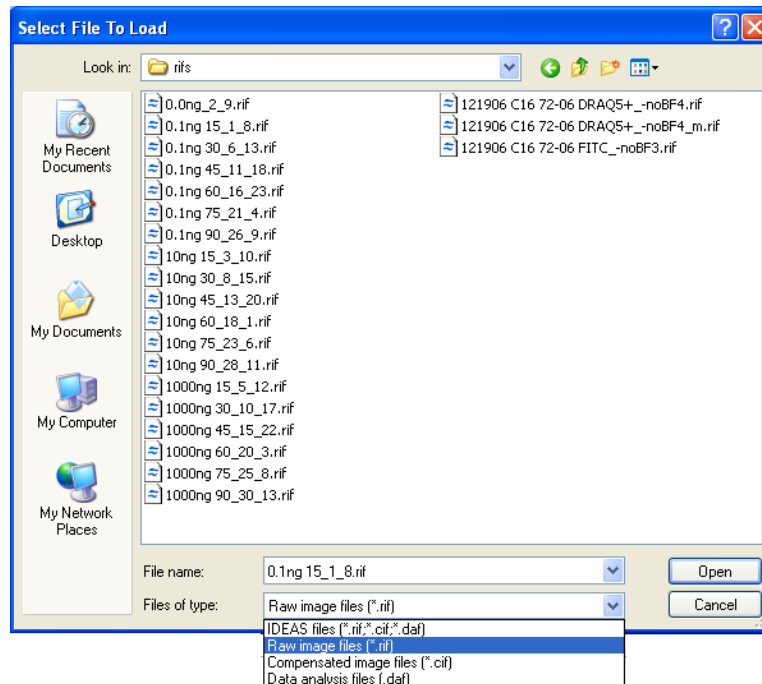 Select File To Load
Look in: rifs
My Recent Documents
Desktop
My Documents
My Computer
My Network Places
0.0ng_2_9.rif
0.1ng 15_1_8.rif
0.1ng 30_6_13.rif
0.1ng 45_11_18.rif
0.1ng 60_16_23.rif
0.1ng 75_21_4.rif
0.1ng 90_26_9.rif
10ng 15_3_10.rif
10ng 30_8_15.rif
10ng 45_13_20.rif
10ng 60_18_1.rif
10ng 75_23_6.rif
10ng 90_28_11.rif
1000ng 15_5_12.rif
1000ng 30_10_17.rif
1000ng 45_15_22.rif
1000ng 60_20_3.rif
1000ng 75_25_8.rif
1000ng 90_30_13.rif
121906 C16 72-06 DRAQ5+_-noBF4.rif
121906 C16 72-06 DRAQ5+_-noBF4_m.rif
121906 C16 72-06 FITC_-noBF3.rif
File name: 0.1ng 15_1_8.rif Open
Files of type: Raw image files (*.rif) Cancel
IDEAS files (*.rif;*.cif;*.daf)
Raw image files (*.rif)
Compensated image files (*.cif)
Data analysis files (.daf)